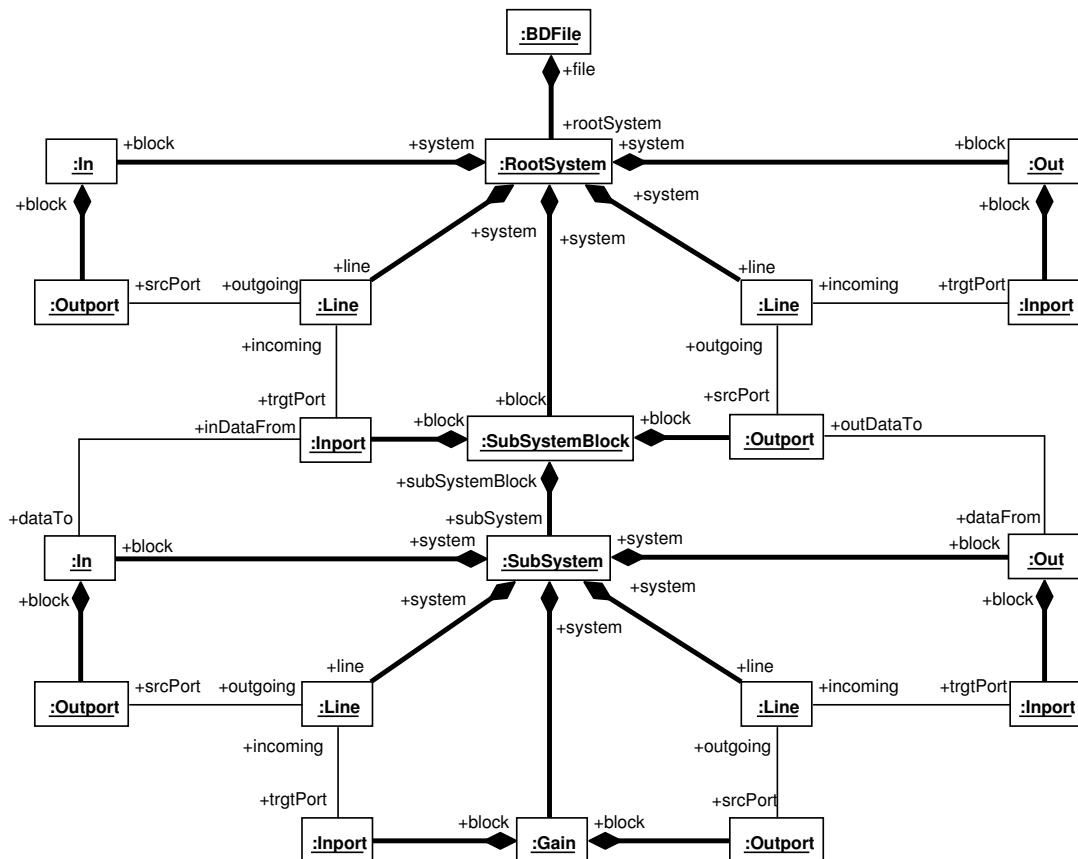 :BDFile
+file
+rootSystem
+block
+system
+system
+block
:In
:RootSystem
:Out
+block
+system
+system
+system
+block
+line
+line
+srcPort
+outgoing
+incoming
+trgtPort
:Outport
:Line
:Line
:Inport
+incoming
+outgoing
+trgtPort
+block
+srcPort
+inDataFrom
+block
+block
+outDataTo
:Inport
:SubSystemBlock
:Outport
+subSystemBlock
+dataTo
+subSystem
+dataFrom
+block
+system
+system
+block
:In
:SubSystem
:Out
+block
+system
+system
+system
+block
+line
+line
+srcPort
+outgoing
+incoming
+trgtPort
:Outport
:Line
:Line
:Inport
+incoming
+outgoing
+trgtPort
+block
+block
+srcPort
:Inport
:Gain
:Outport